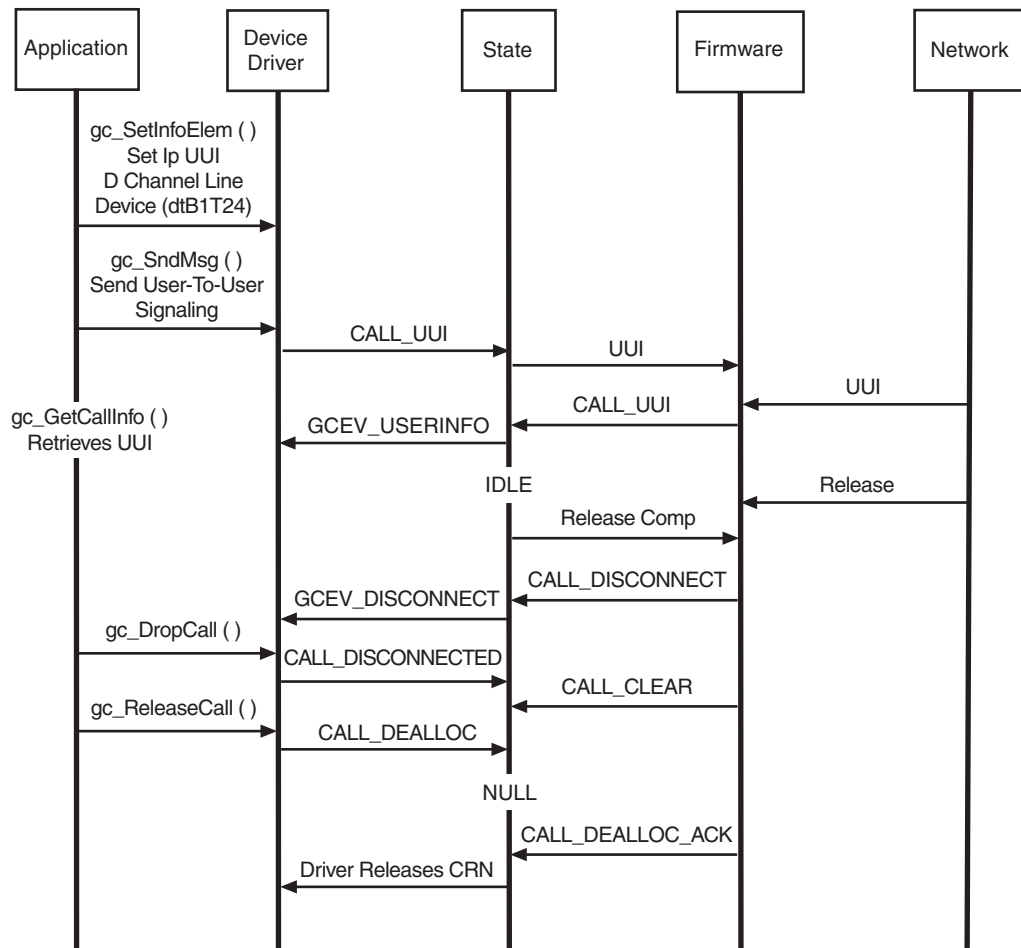 Application
Device
Driver
State
Firmware
Network
gc_SetInfoElem ( )
Set Ip UUI
D Channel Line
Device (dtB1T24)
gc_SndMsg ( )
Send User-To-User
Signaling
CALL_UUI
UUI
UUI
CALL_UUI
gc_GetCallInfo ( )
Retrieves UUI
GCEV_USERINFO
IDLE
Release
Release Comp
CALL_DISCONNECT
GCEV_DISCONNECT
gc_DropCall ( )
CALL_DISCONNECTED
CALL_CLEAR
gc_ReleaseCall ( )
CALL_DEALLOC
NULL
CALL_DEALLOC_ACK
Driver Releases CRN